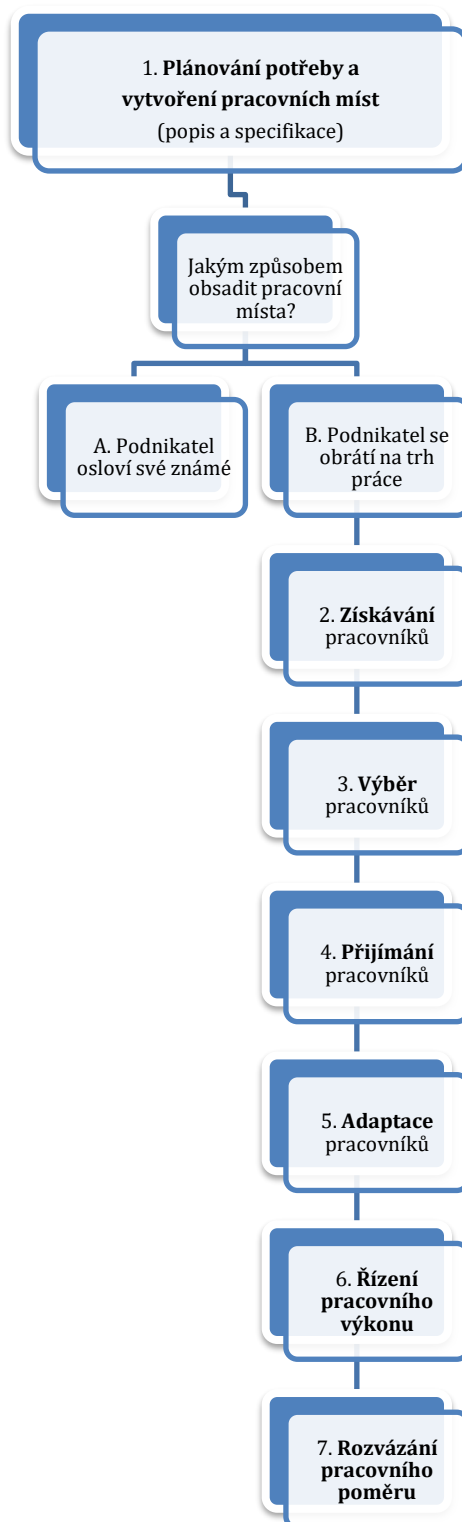 1. Plánování potřeby a
vytvoření pracovních míst
(popis a specifikace)
Jakým způsobem
obsadit pracovní
místa?
A. Podnikatel
osloví své známé
B. Podnikatel se
obrátí na trh
práce
2. Získávání
pracovníků
3. Výběr
pracovníků
4. Přijímání
pracovníků
5. Adaptace
pracovníků
6. Řízení
pracovního
výkonu
7. Rozvázání
pracovního
poměru